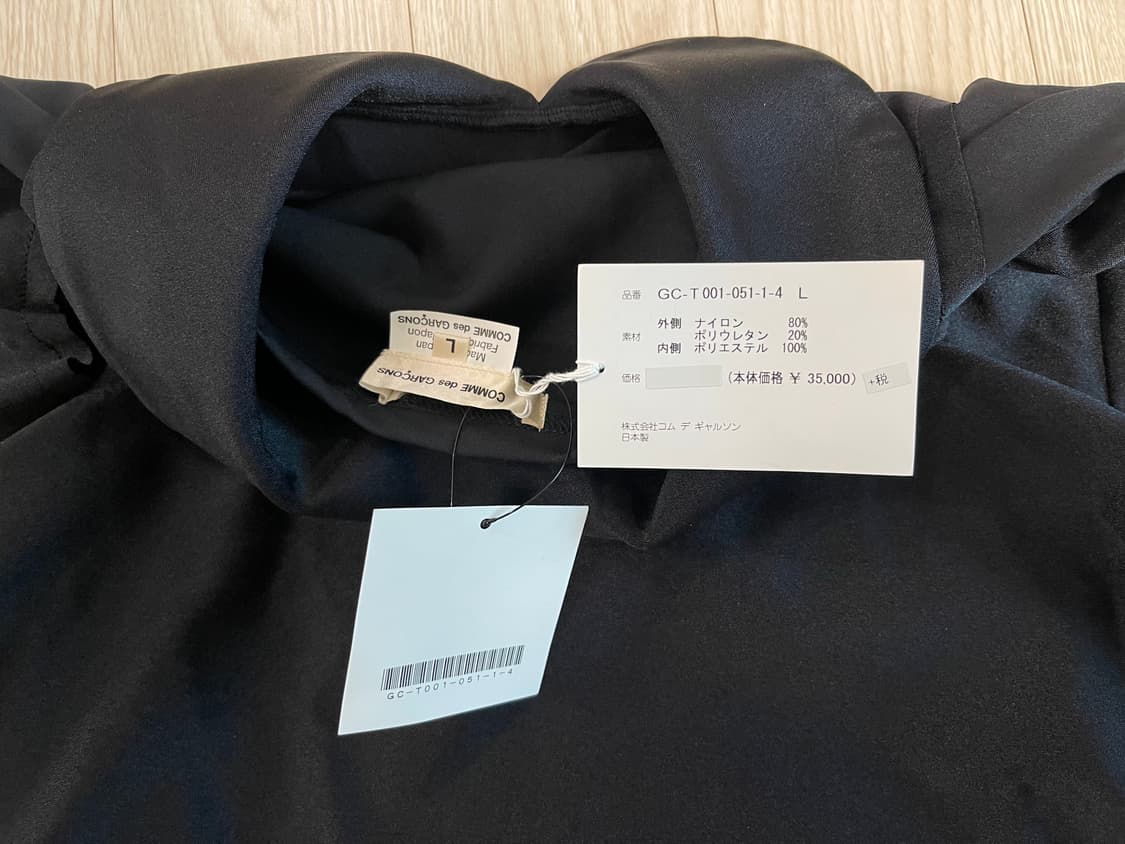 品番 GC-T001-051-1-4 L
素材 外側 ナイロン 80%
ポリウレタン 20%
内側 ポリエステル 100%
価格 (本体価格 ¥ 35,000) +税
株式会社コム デ ギャルソン
日本製
COMME des GARÇONS
L
COMME des GARÇONS
GC-T001-051-1-4